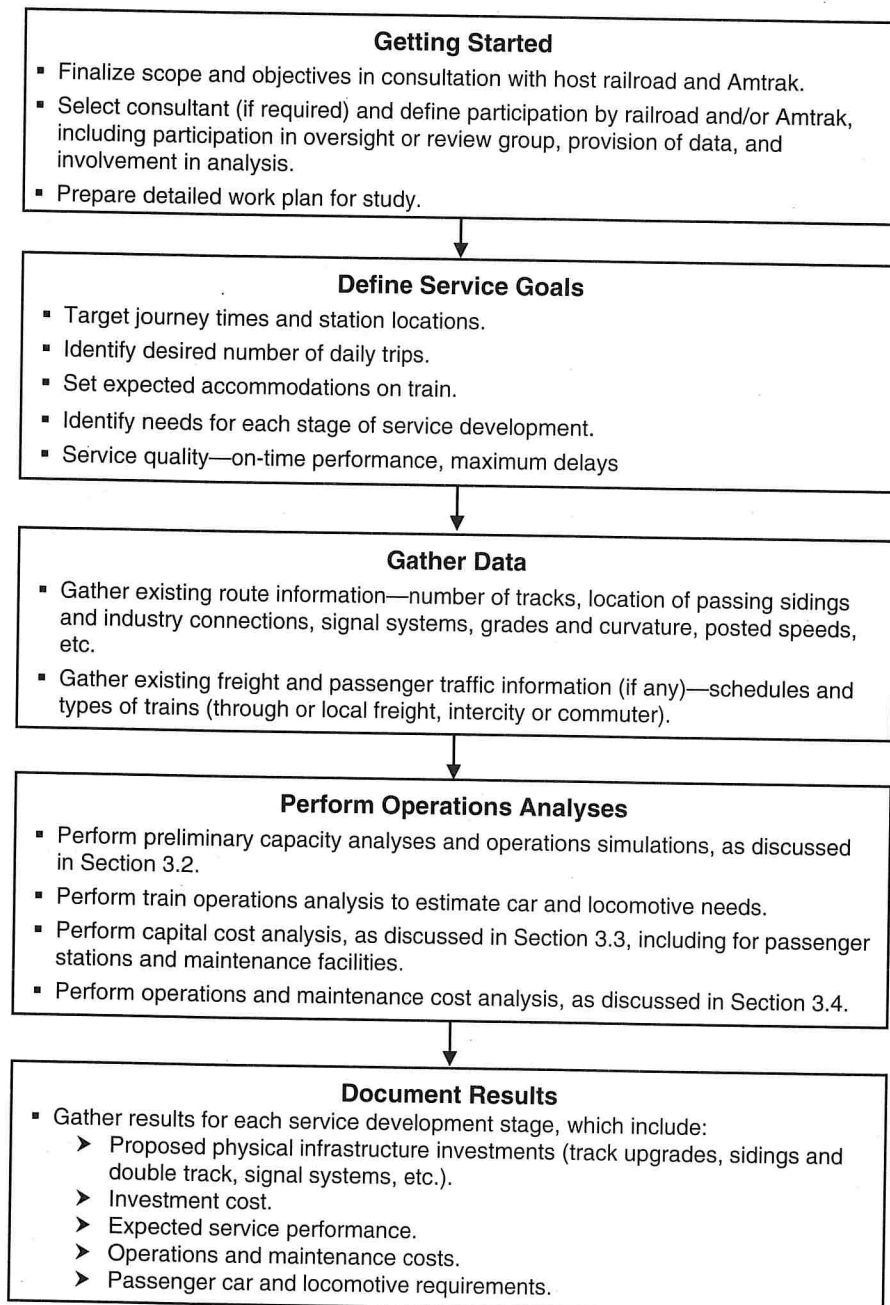 Getting Started
▪ Finalize scope and objectives in consultation with host railroad and Amtrak.
▪ Select consultant (if required) and define participation by railroad and/or Amtrak,
including participation in oversight or review group, provision of data, and
involvement in analysis.
▪ Prepare detailed work plan for study.
Define Service Goals
▪ Target journey times and station locations.
▪ Identify desired number of daily trips.
▪ Set expected accommodations on train.
▪ Identify needs for each stage of service development.
▪ Service quality—on-time performance, maximum delays
Gather Data
▪ Gather existing route information—number of tracks, location of passing sidings
and industry connections, signal systems, grades and curvature, posted speeds,
etc.
▪ Gather existing freight and passenger traffic information (if any)—schedules and
types of trains (through or local freight, intercity or commuter).
Perform Operations Analyses
▪ Perform preliminary capacity analyses and operations simulations, as discussed
in Section 3.2.
▪ Perform train operations analysis to estimate car and locomotive needs.
▪ Perform capital cost analysis, as discussed in Section 3.3, including for passenger
stations and maintenance facilities.
▪ Perform operations and maintenance cost analysis, as discussed in Section 3.4.
Document Results
▪ Gather results for each service development stage, which include:
➤ Proposed physical infrastructure investments (track upgrades, sidings and
double track, signal systems, etc.).
➤ Investment cost.
➤ Expected service performance.
➤ Operations and maintenance costs.
➤ Passenger car and locomotive requirements.